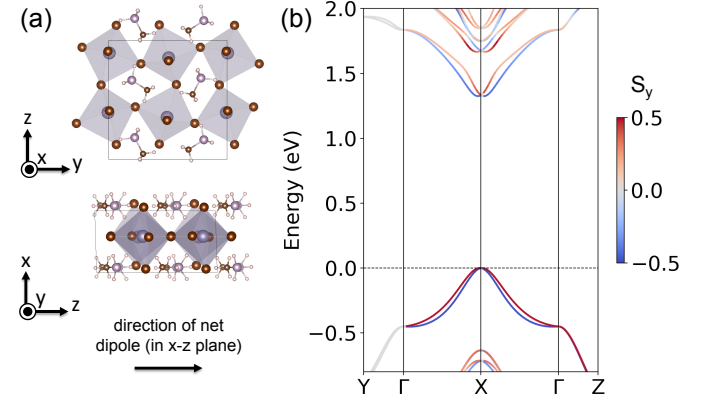 (a)
z
x
y
x
y
z
direction of net
dipole (in x-z plane)
(b)
Energy (eV)
2.0
1.5
1.0
0.5
0.0
−0.5
Y
Γ
X
Γ
Z
S_y
0.5
0.0
−0.5